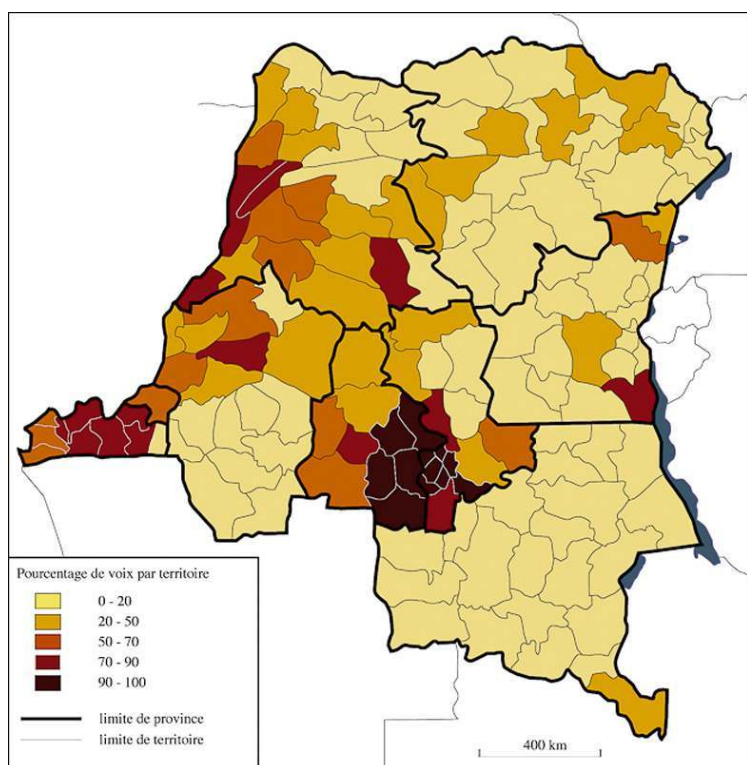 400 km
Pourcentage de voix par territoire
0 - 20
20 - 50
50 - 70
70 - 90
90 - 100
limite de province
limite de territoire